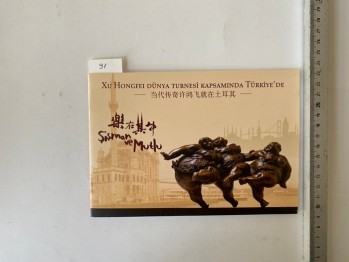 91
XU HONGFEI DÜNYA TURNESİ KAPSAMINDA TÜRKİYE'DE
当代传奇许鸿飞就在土耳其
樂在其中
Şişman ve Mutlu